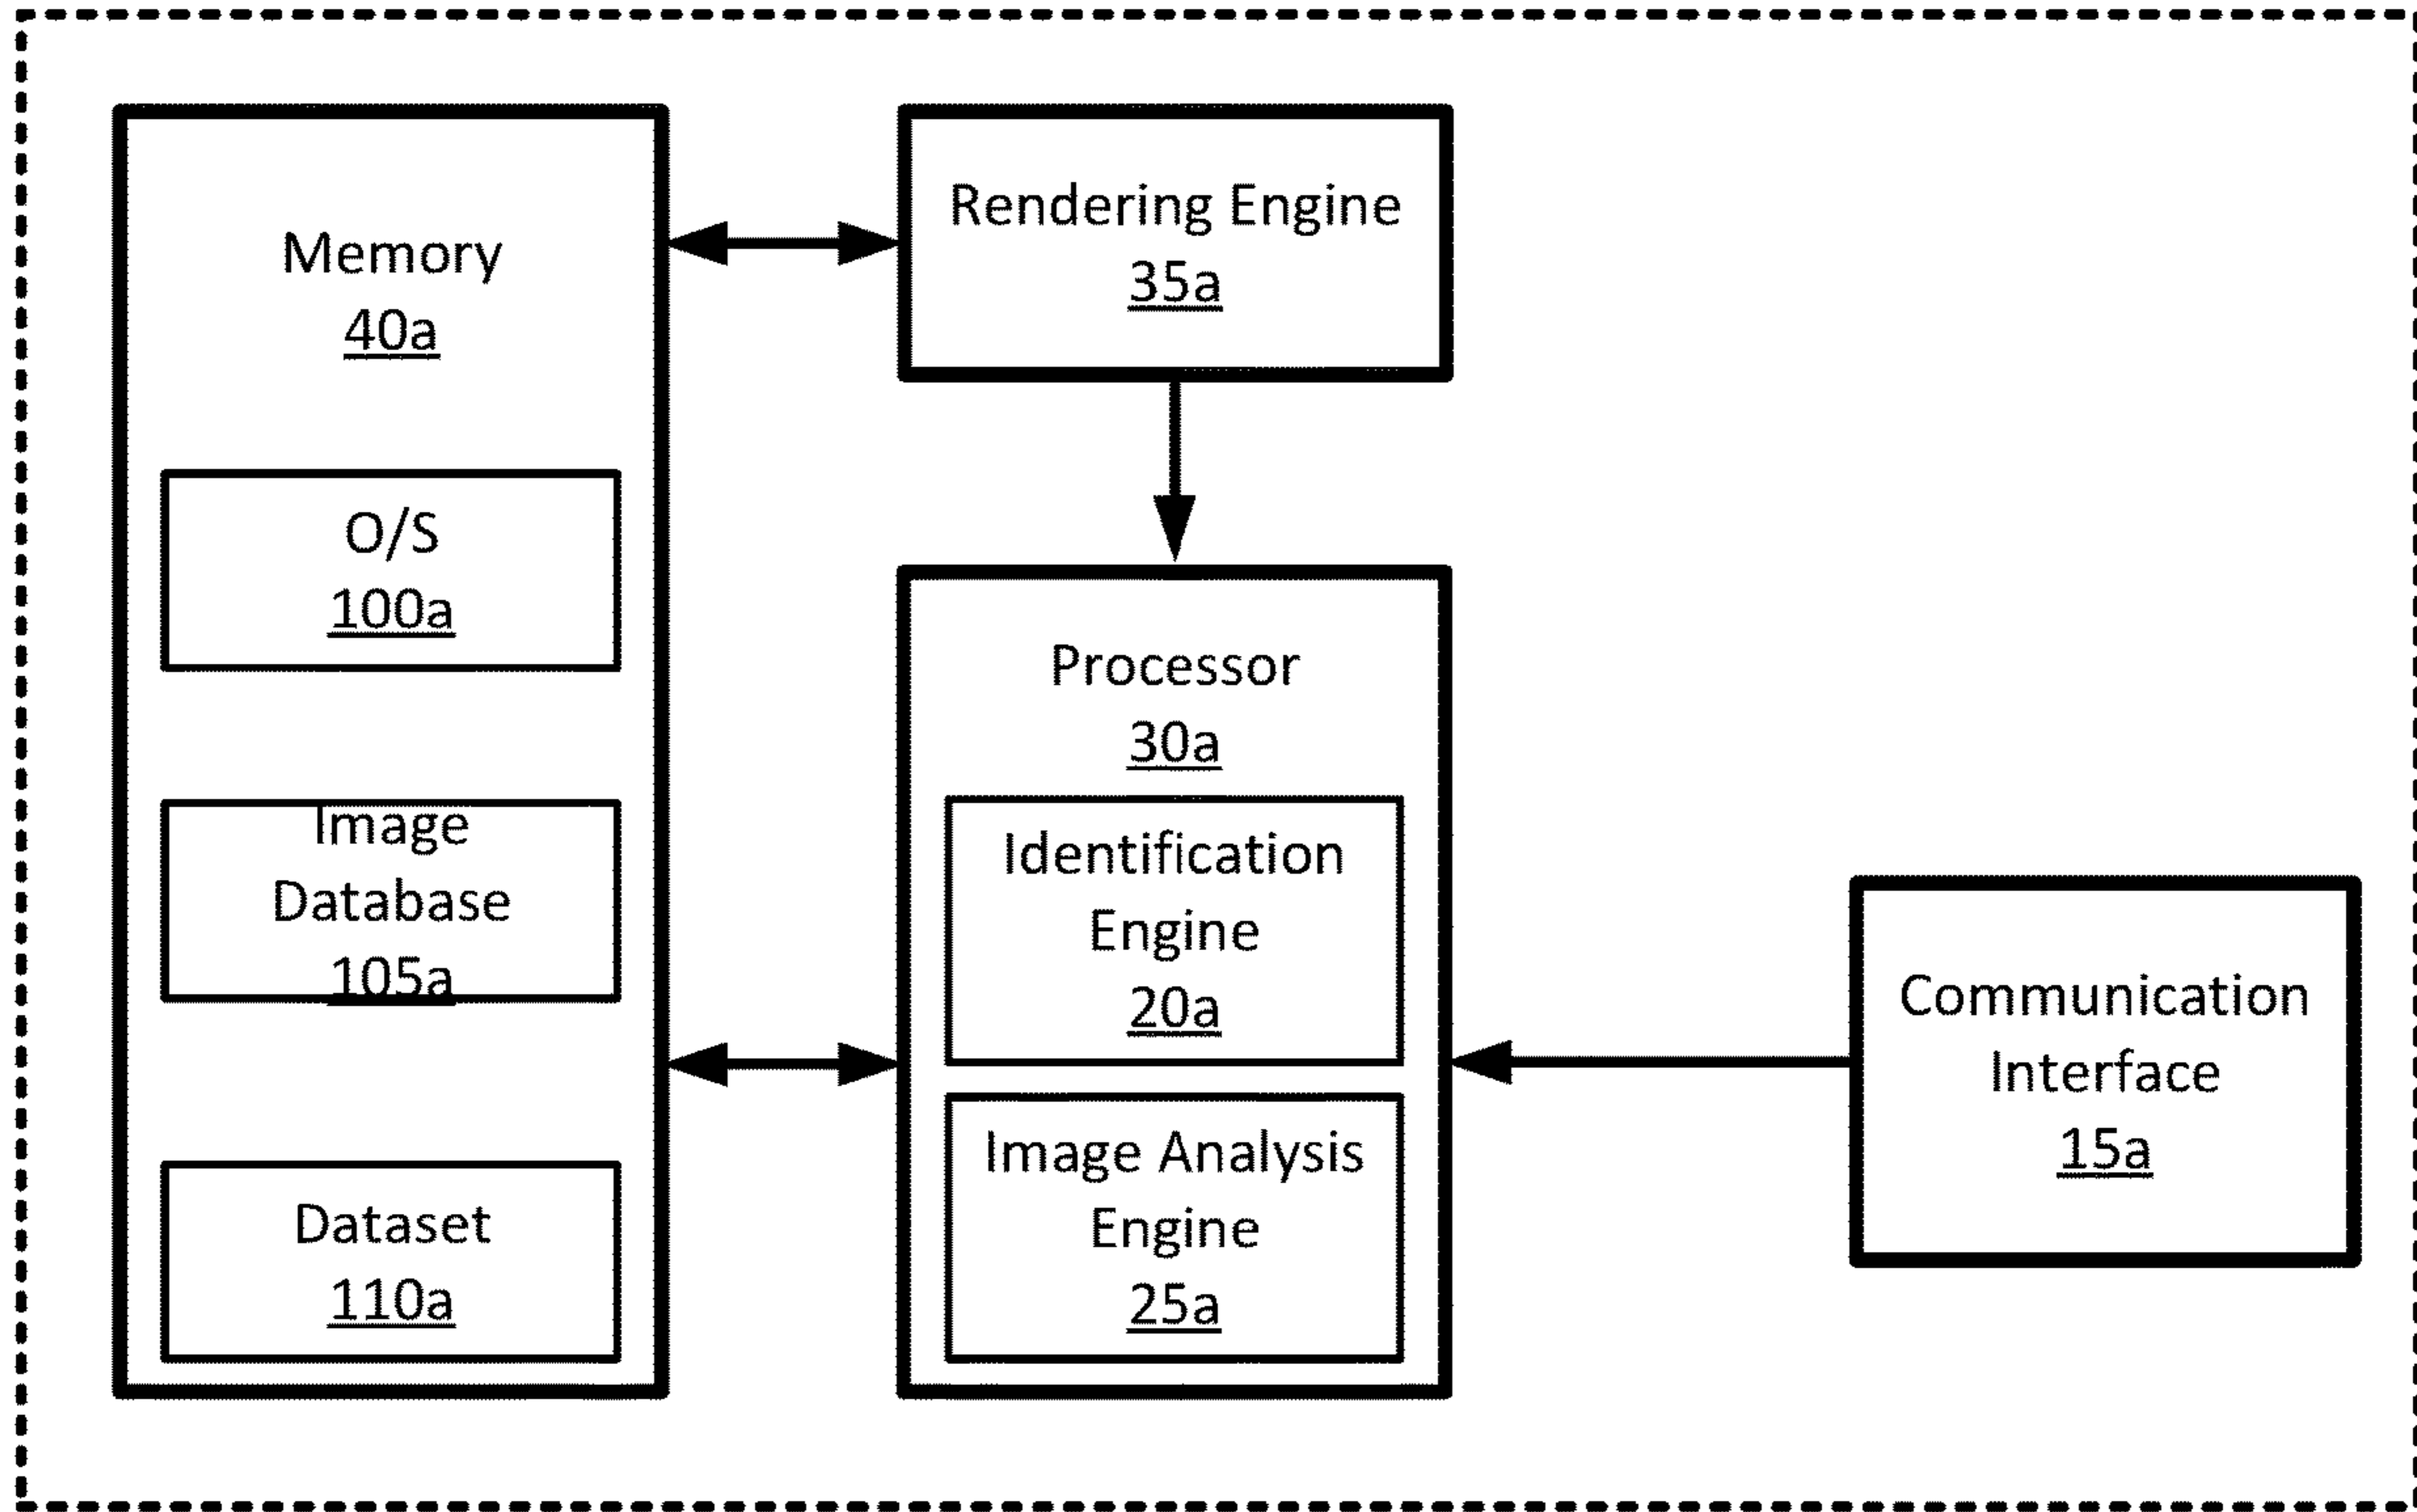 Memory
40a
O/S
100a
Image
Database
105a
Dataset
110a
Rendering Engine
35a
Processor
30a
Identification
Engine
20a
Image Analysis
Engine
25a
Communication
Interface
15a